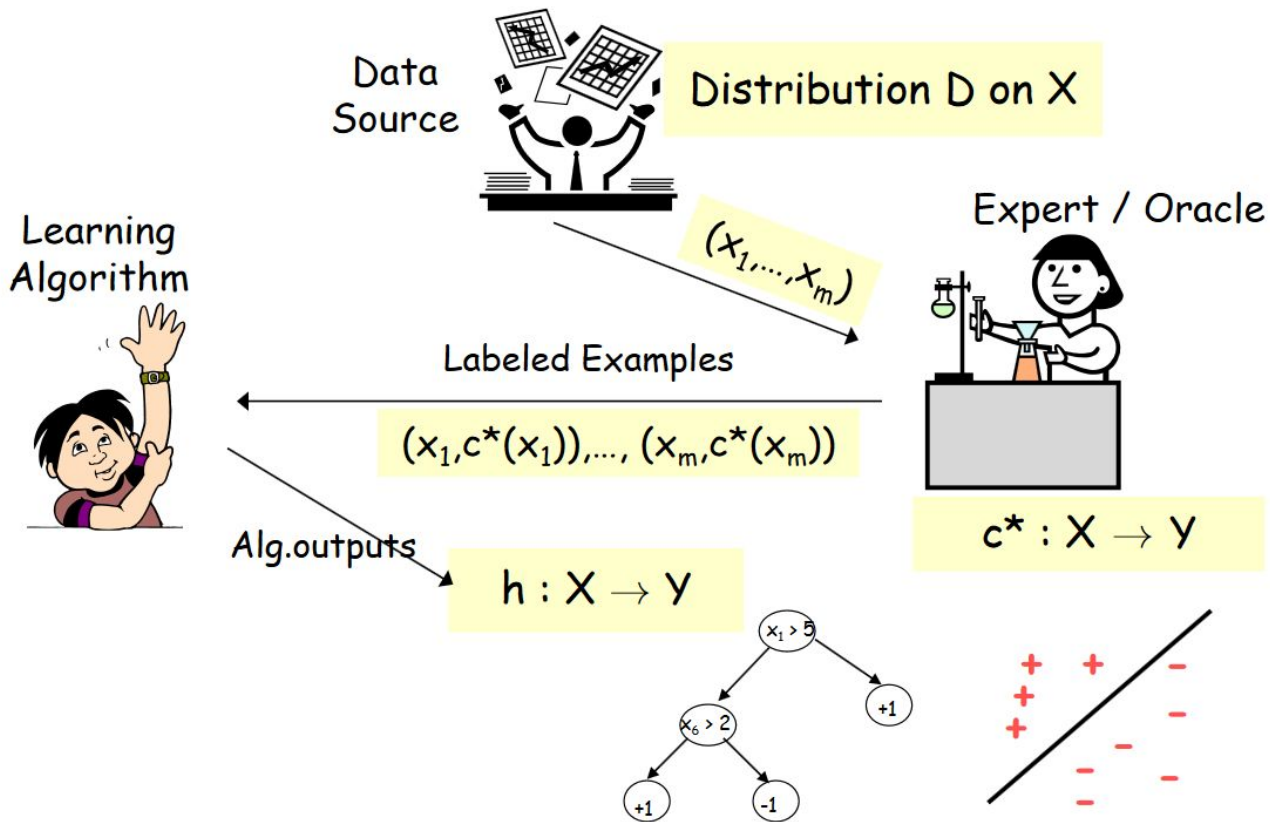 Data
Source
Distribution D on X
Expert / Oracle
(x₁,...,xₘ)
Learning
Algorithm
Labeled Examples
(x₁,c*(x₁)),..., (xₘ,c*(xₘ))
c* : X → Y
Alg.outputs
h : X → Y
x₁ > 5
x₆ > 2
+1
+1
-1
+ + -
+ -
+ -
- -
-